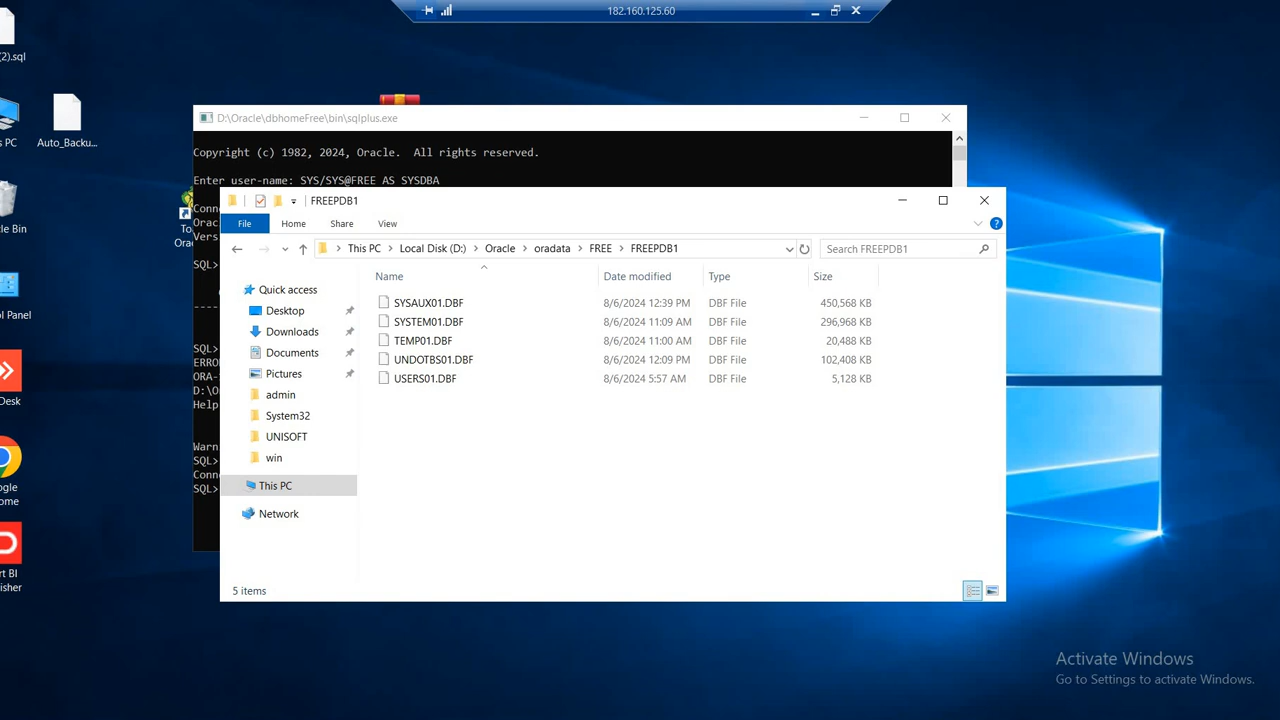 182.160.125.60
(2).sql
s PC
Auto_Backu...
cle Bin
ol Panel
Desk
gle
ome
rt BI
isher
To
Orac
D:\Oracle\dbhomeFree\bin\sqlplus.exe
Copyright (c) 1982, 2024, Oracle.  All rights reserved.
Enter user-name: SYS/SYS@FREE AS SYSDBA
Conn
Orac
Vers
SQL>
----
SQL>
ERRO
ORA-
D:\O
Help
Warn
SQL>
Conn
SQL>
FREEPDB1
File Home Share View
This PC Local Disk (D:) Oracle oradata FREE FREEPDB1
Search FREEPDB1
Quick access
Desktop
Downloads
Documents
Pictures
admin
System32
UNISOFT
win
This PC
Network
Name Date modified Type Size
SYSAUX01.DBF 8/6/2024 12:39 PM DBF File 450,568 KB
SYSTEM01.DBF 8/6/2024 11:09 AM DBF File 296,968 KB
TEMP01.DBF 8/6/2024 11:00 AM DBF File 20,488 KB
UNDOTBS01.DBF 8/6/2024 12:09 PM DBF File 102,408 KB
USERS01.DBF 8/6/2024 5:57 AM DBF File 5,128 KB
5 items
Activate Windows
Go to Settings to activate Windows.